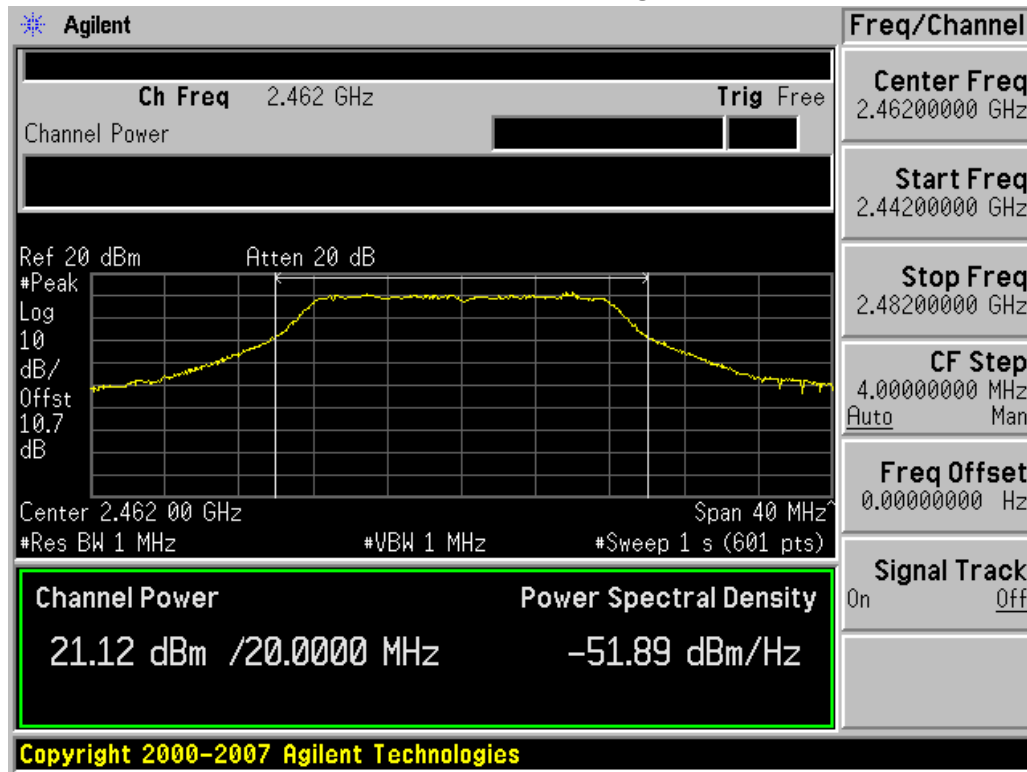 Agilent
Freq/Channel
Ch Freq 2.462 GHz Trig Free
Channel Power
Center Freq
2.46200000 GHz
Start Freq
2.44200000 GHz
Stop Freq
2.48200000 GHz
CF Step
4.00000000 MHz
Auto Man
Freq Offset
0.00000000 Hz
Signal Track
On Off
Ref 20 dBm Atten 20 dB
#Peak
Log
10
dB/
Offst
10.7
dB
Center 2.462 00 GHz Span 40 MHz^
#Res BW 1 MHz #VBW 1 MHz #Sweep 1 s (601 pts)
Channel Power Power Spectral Density
21.12 dBm /20.0000 MHz -51.89 dBm/Hz
Copyright 2000-2007 Agilent Technologies